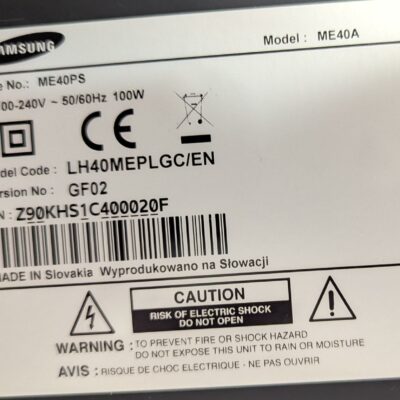 SAMSUNG
Model : ME40A
e No.: ME40PS
00-240V ~ 50/60Hz 100W
CE
del Code : LH40MEPLGC/EN
ersion No : GF02
N : Z90KHS1C400020F
MADE IN Slovakia Wyprodukowano na Słowacji
CAUTION
RISK OF ELECTRIC SHOCK
DO NOT OPEN
WARNING : TO PREVENT FIRE OR SHOCK HAZARD
DO NOT EXPOSE THIS UNIT TO RAIN OR MOISTURE
AVIS : RISQUE DE CHOC ELECTRIQUE - NE PAS OUVRIR